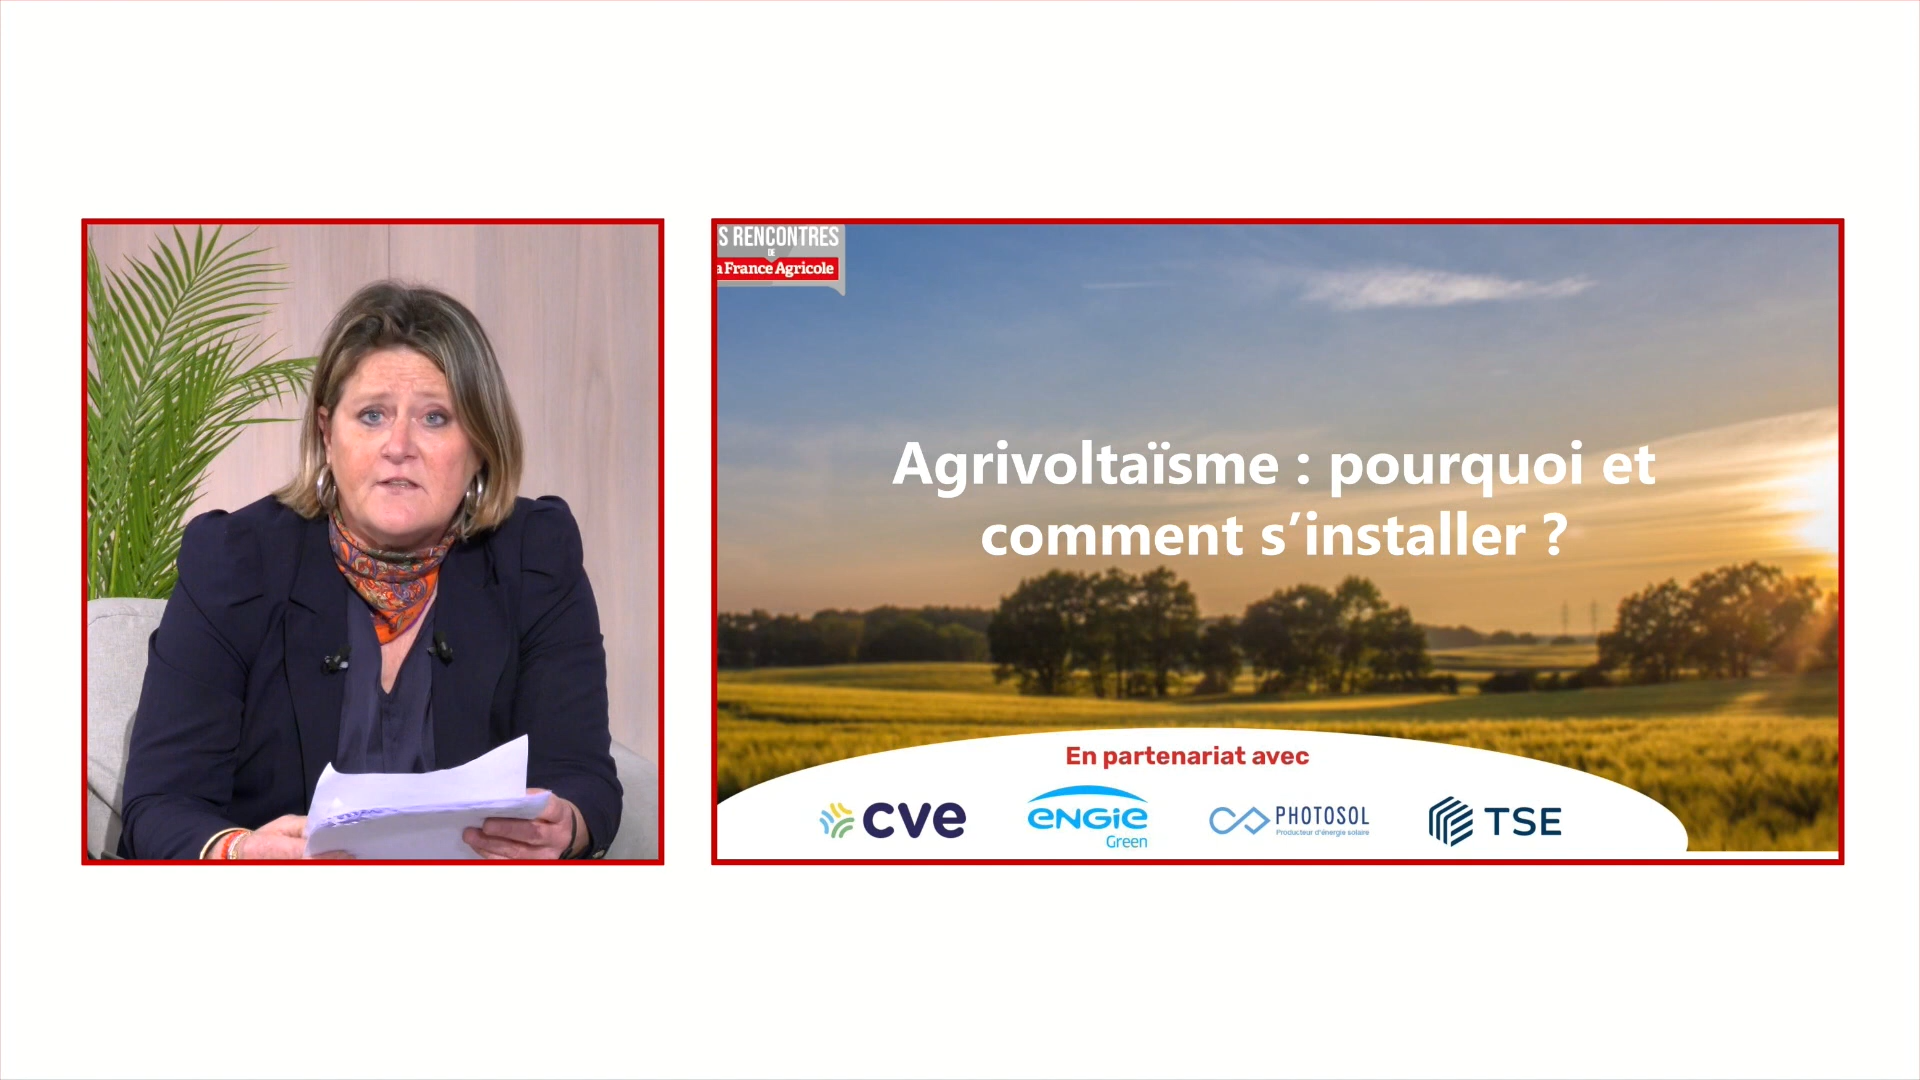 S RENCONTRES
DE
a France Agricole
Agrivoltaïsme : pourquoi et
comment s’installer ?
En partenariat avec
cve
ENGIE
Green
PHOTOSOL
Producteur d'énergie solaire
TSE